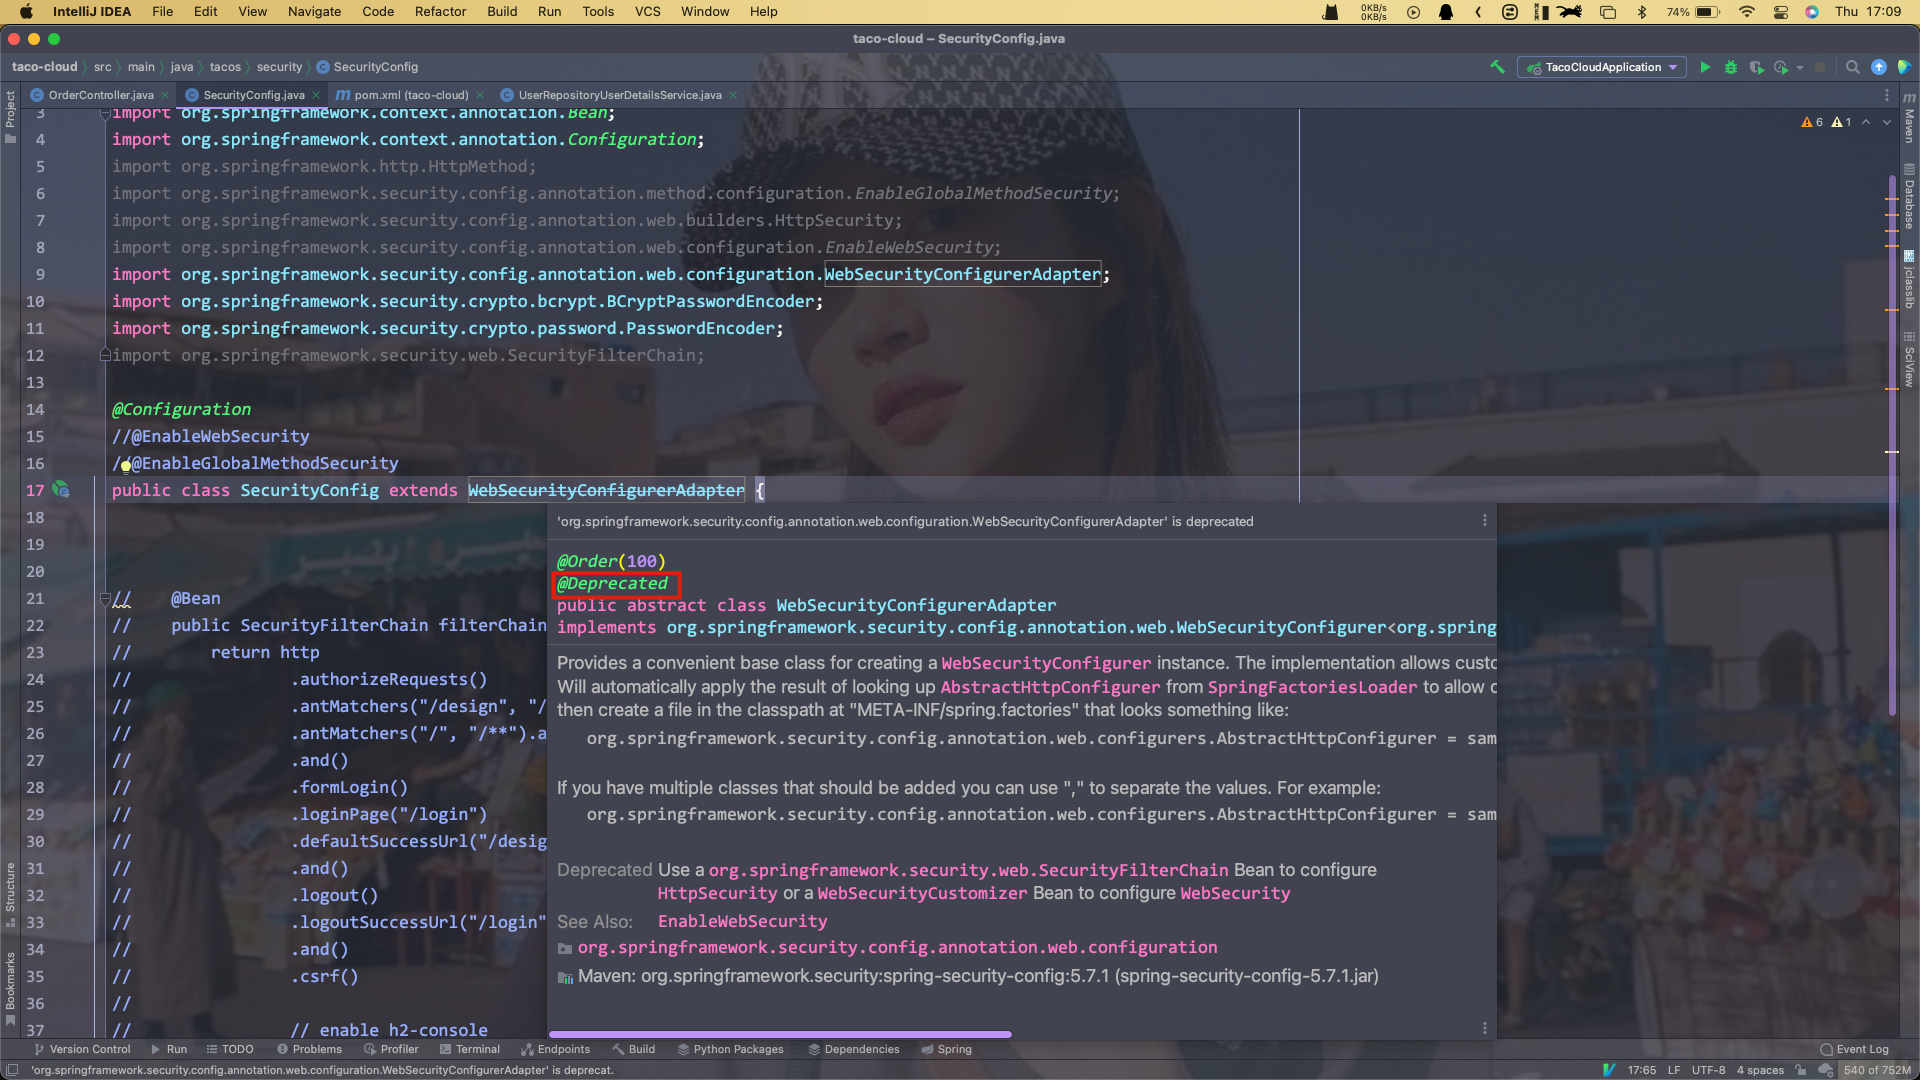 IntelliJ IDEA File Edit View Navigate Code Refactor Build Run Tools VCS Window Help
0KB/s
0KB/s
74% Thu 17:09
taco-cloud – SecurityConfig.java
taco-cloud src main java tacos security SecurityConfig
TacoCloudApplication
OrderController.java SecurityConfig.java pom.xml (taco-cloud) UserRepositoryUserDetailsService.java
Project
Structure
Bookmarks
Maven
Database
jclasslib
SciView
6 1
3 import org.springframework.context.annotation.Bean;
4 import org.springframework.context.annotation.Configuration;
5 import org.springframework.http.HttpMethod;
6 import org.springframework.security.config.annotation.method.configuration.EnableGlobalMethodSecurity;
7 import org.springframework.security.config.annotation.web.builders.HttpSecurity;
8 import org.springframework.security.config.annotation.web.configuration.EnableWebSecurity;
9 import org.springframework.security.config.annotation.web.configuration.WebSecurityConfigurerAdapter;
10 import org.springframework.security.crypto.bcrypt.BCryptPasswordEncoder;
11 import org.springframework.security.crypto.password.PasswordEncoder;
12 import org.springframework.security.web.SecurityFilterChain;
13
14 @Configuration
15 //@EnableWebSecurity
16 //@EnableGlobalMethodSecurity
17 public class SecurityConfig extends WebSecurityConfigurerAdapter {
18
19
20
21 // @Bean
22 // public SecurityFilterChain filterChain
23 // return http
24 // .authorizeRequests()
25 // .antMatchers("/design", "/
26 // .antMatchers("/", "/**").a
27 // .and()
28 // .formLogin()
29 // .loginPage("/login")
30 // .defaultSuccessUrl("/desig
31 // .and()
32 // .logout()
33 // .logoutSuccessUrl("/login"
34 // .and()
35 // .csrf()
36 //
37 // // enable h2-console
'org.springframework.security.config.annotation.web.configuration.WebSecurityConfigurerAdapter' is deprecated
@Order(100)
@Deprecated
public abstract class WebSecurityConfigurerAdapter
implements org.springframework.security.config.annotation.web.WebSecurityConfigurer<org.spring
Provides a convenient base class for creating a WebSecurityConfigurer instance. The implementation allows custo
Will automatically apply the result of looking up AbstractHttpConfigurer from SpringFactoriesLoader to allow
then create a file in the classpath at "META-INF/spring.factories" that looks something like:
org.springframework.security.config.annotation.web.configurers.AbstractHttpConfigurer = sam
If you have multiple classes that should be added you can use "," to separate the values. For example:
org.springframework.security.config.annotation.web.configurers.AbstractHttpConfigurer = sam
Deprecated Use a org.springframework.security.web.SecurityFilterChain Bean to configure
HttpSecurity or a WebSecurityCustomizer Bean to configure WebSecurity
See Also: EnableWebSecurity
org.springframework.security.config.annotation.web.configuration
Maven: org.springframework.security:spring-security-config:5.7.1 (spring-security-config-5.7.1.jar)
Version Control Run TODO Problems Profiler Terminal Endpoints Build Python Packages Dependencies Spring Event Log
'org.springframework.security.config.annotation.web.configuration.WebSecurityConfigurerAdapter' is deprecat. 17:65 LF UTF-8 4 spaces 540 of 752M